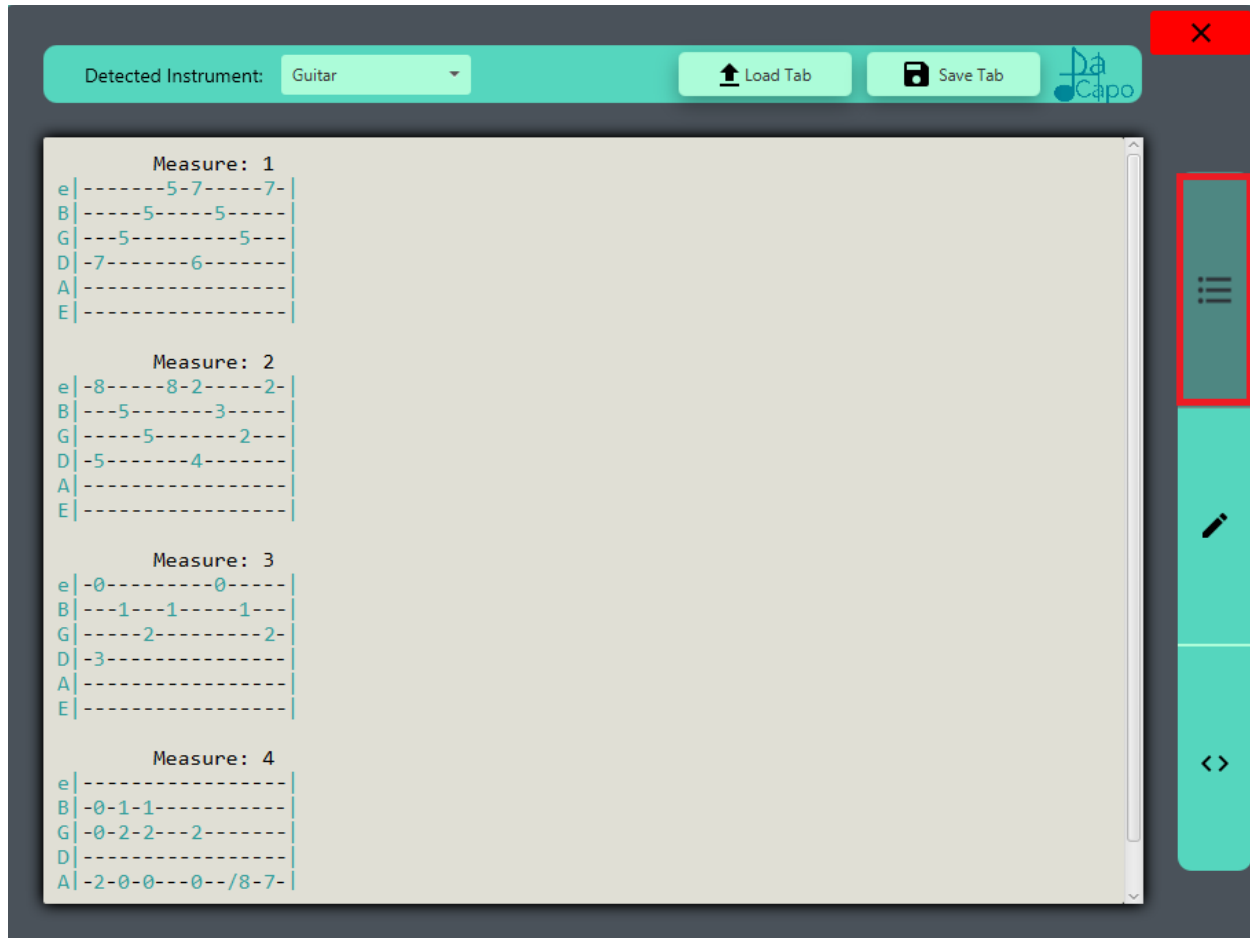 Detected Instrument: Guitar Load Tab Save Tab Da Capo
Measure: 1
e|-------5-7-----7-|
B|-----5-----5-----|
G|---5---------5---|
D|-7-------6-------|
A|-----------------|
E|-----------------|
Measure: 2
e|-8-----8-2-----2-|
B|---5-------3-----|
G|-----5-------2---|
D|-5-------4-------|
A|-----------------|
E|-----------------|
Measure: 3
e|-0---------0-----|
B|---1---1-----1---|
G|-----2---------2-|
D|-3---------------|
A|-----------------|
E|-----------------|
Measure: 4
e|-----------------|
B|-0-1-1-----------|
G|-0-2-2---2-------|
D|-----------------|
A|-2-0-0---0--/8-7-|